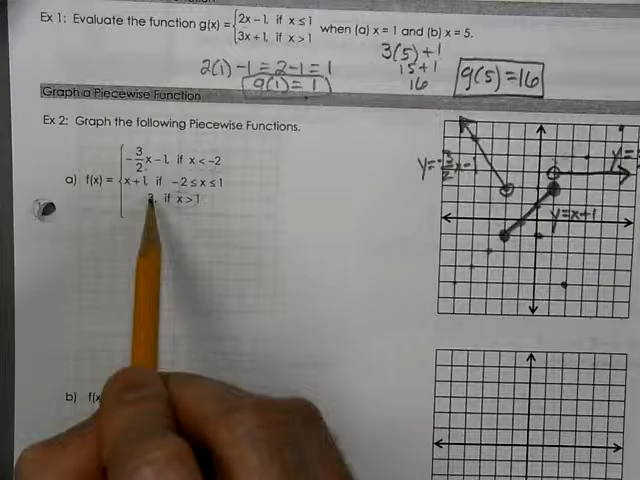 Ex 1: Evaluate the function g(x) = { 2x – 1, if x ≤ 1
3x + 1, if x > 1 when (a) x = 1 and (b) x = 5.
2(1) -1 = 2-1 = 1
g(1) = 1
3(5)+1
15+1
16
g(5) = 16
Graph a Piecewise Function
Ex 2: Graph the following Piecewise Functions.
a) f(x) = { -3/2 x – 1, if x < -2
x + 1, if -2 ≤ x ≤ 1
3, if x > 1
y=-3/2 x-1
y=
y=x+1
b) f(x